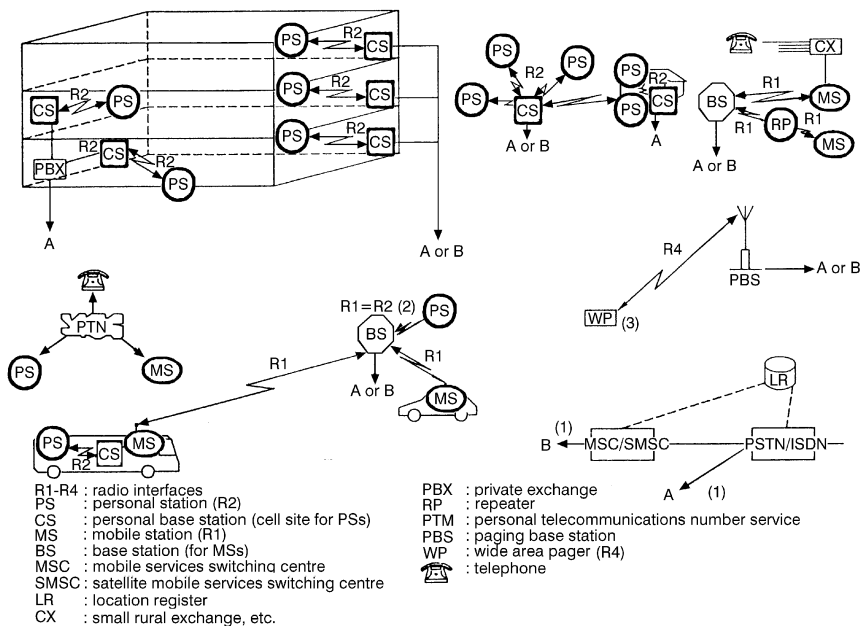 PS R2 CS
PS R2 CS
PS R2 CS
CS PS
R2 CS R2
PBX PS
A
A or B
PS R2 PS
PS CS
A or B
PS R2
PS CS
A
CX
R1
BS MS
R1 RP R1
MS
A or B
R4
PBS A or B
WP (3)
PTN
PS MS
R1=R2 (2) PS
BS
R1 R1
A or B
MS
PS CS MS
R2
LR
(1)
B MSC/SMSC PSTN/ISDN
A (1)
R1-R4 : radio interfaces
PS : personal station (R2)
CS : personal base station (cell site for PSs)
MS : mobile station (R1)
BS : base station (for MSs)
MSC : mobile services switching centre
SMSC : satellite mobile services switching centre
LR : location register
CX : small rural exchange, etc.
PBX : private exchange
RP : repeater
PTM : personal telecommunications number service
PBS : paging base station
WP : wide area pager (R4)
: telephone